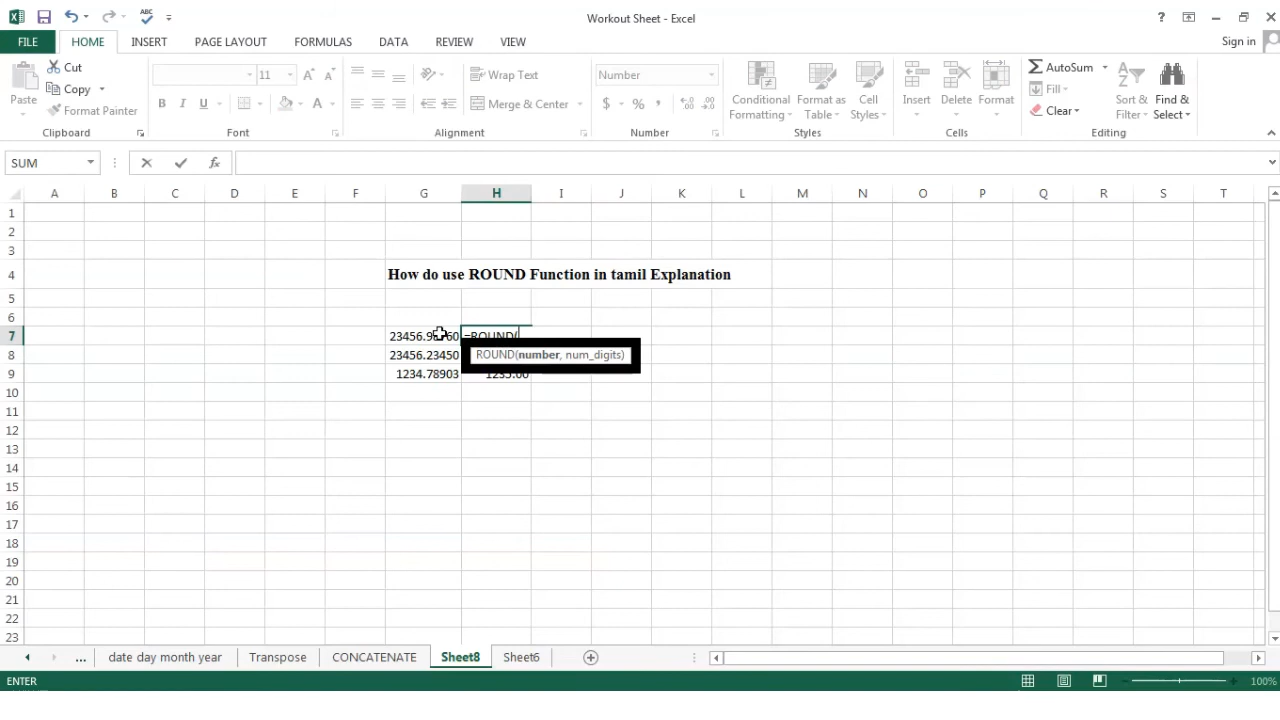 Workout Sheet - Excel
ABC
?
FILE HOME INSERT PAGE LAYOUT FORMULAS DATA REVIEW VIEW Sign in
Paste Cut Copy Format Painter
Clipboard
11 A A B I U A
Font
Wrap Text Merge & Center
Alignment
Number $ % ,
Number
Conditional Formatting Format as Table Cell Styles
Styles
Insert Delete Format
Cells
AutoSum Fill Clear Sort & Filter Find & Select
Editing
SUM fx
A B C D E F G H I J K L M N O P Q R S T
1
2
3
4 How do use ROUND Function in tamil Explanation
5
6
7 =ROUND(
8 23456.23450 ROUND(number, num_digits)
9 1234.78903 1235.00
10
11
12
13
14
15
16
17
18
19
20
21
22
23
... date day month year Transpose CONCATENATE Sheet8 Sheet6
ENTER 100%